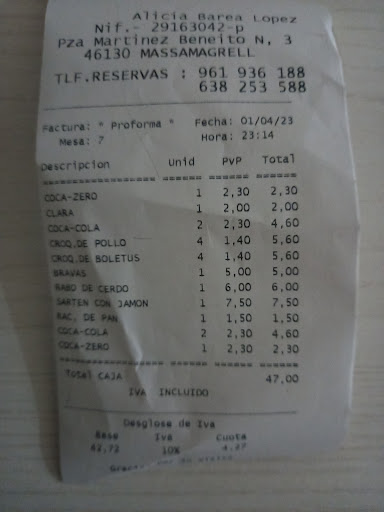 Alicia Barea Lopez
Nif.- 29163042-p
Pza Martinez Beneito N, 3
46130 MASSAMAGRELL
TLF.RESERVAS : 961 936 188
638 253 588
Factura: * Proforma * Fecha: 01/04/23
Mesa: 7 Hora: 23:14
Descripcion Unid PVP Total
COCA-ZERO 1 2,30 2,30
CLARA 1 2,00 2,00
COCA-COLA 2 2,30 4,60
CROQ.DE POLLO 4 1,40 5,60
CROQ.DE BOLETUS 4 1,40 5,60
BRAVAS 1 5,00 5,00
RABO DE CERDO 1 6,00 6,00
SARTEN CON JAMON 1 7,50 7,50
RAC. DE PAN 1 1,50 1,50
COCA-COLA 2 2,30 4,60
COCA-ZERO 1 2,30 2,30
Total CAJA 47,00
IVA INCLUIDO
Desglose de Iva
Base Iva Cuota
42,72 10% 4,27
Gracias por su visita